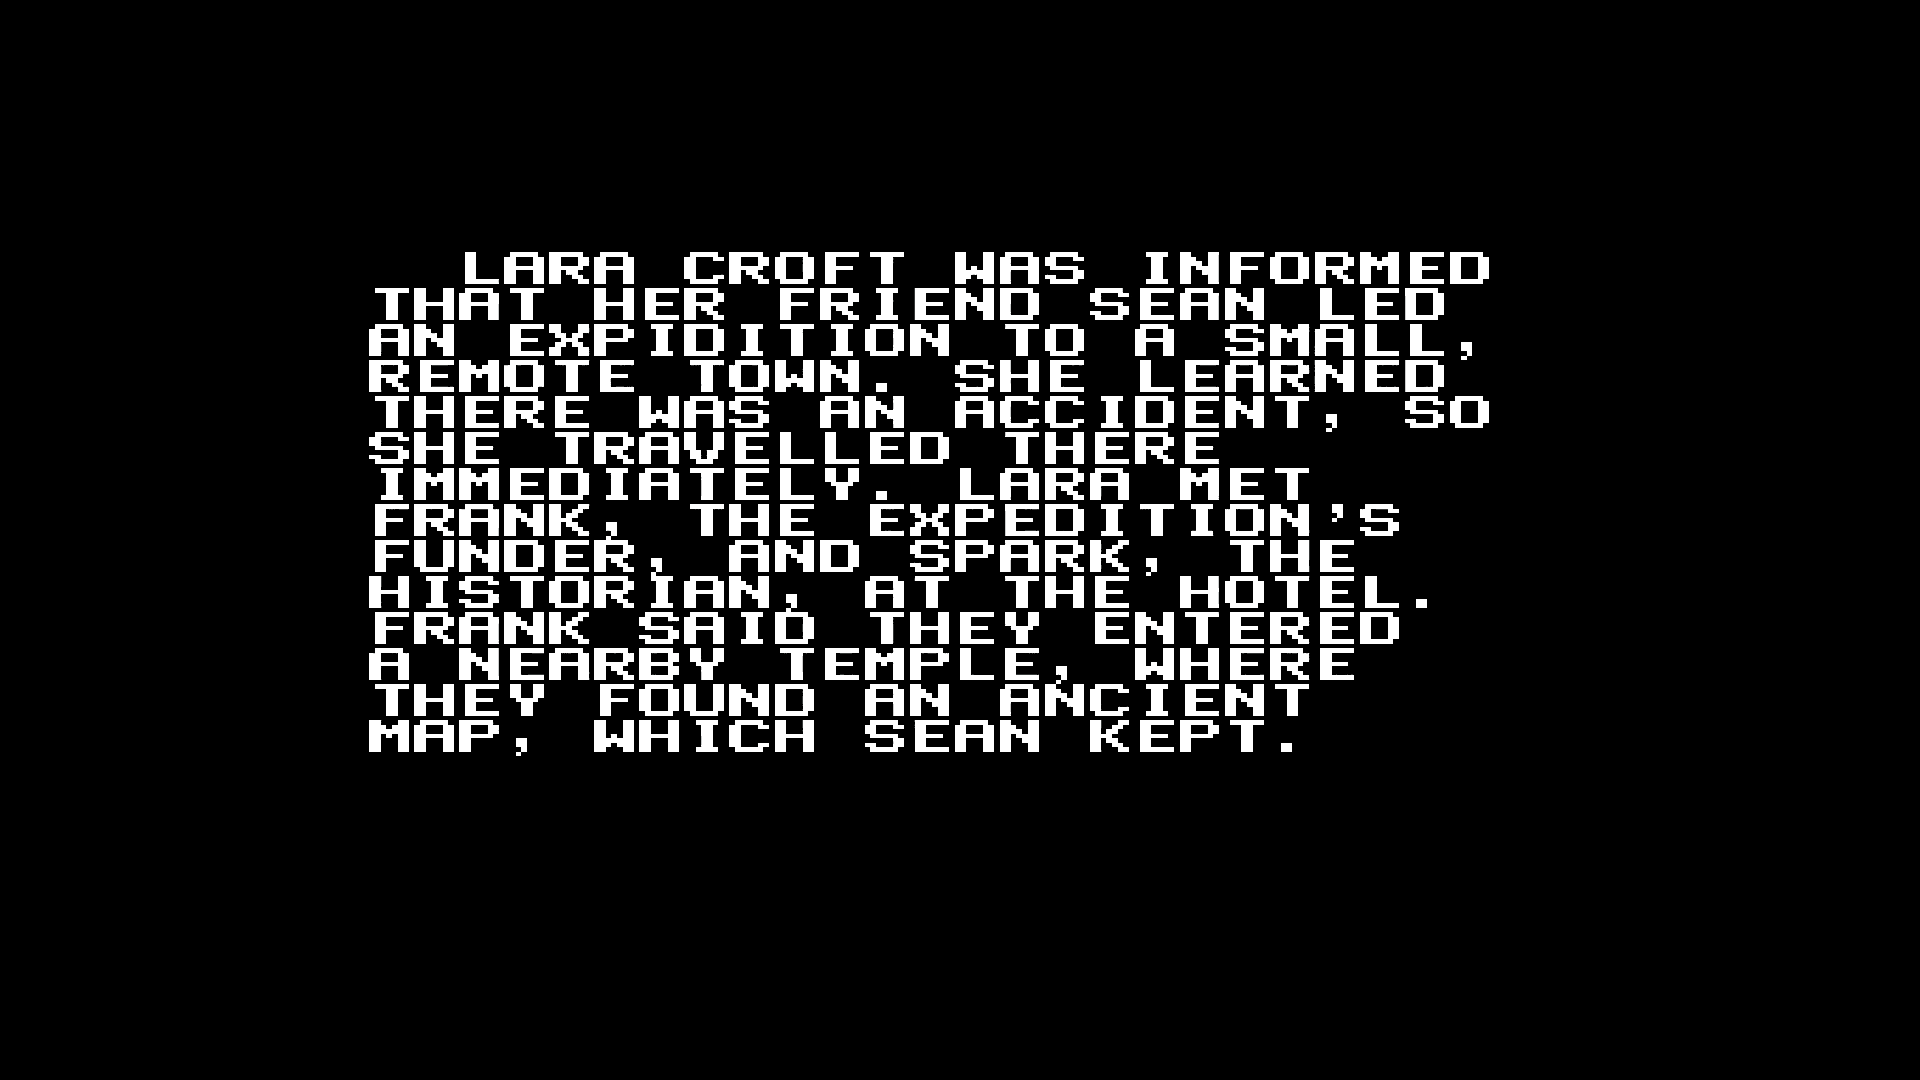 LARA CROFT WAS INFORMED
THAT HER FRIEND SEAN LED
AN EXPIDITION TO A SMALL,
REMOTE TOWN. SHE LEARNED
THERE WAS AN ACCIDENT, SO
SHE TRAVELLED THERE
IMMEDIATELY. LARA MET
FRANK, THE EXPEDITION'S
FUNDER, AND SPARK, THE
HISTORIAN, AT THE HOTEL.
FRANK SAID THEY ENTERED
A NEARBY TEMPLE, WHERE
THEY FOUND AN ANCIENT
MAP, WHICH SEAN KEPT.